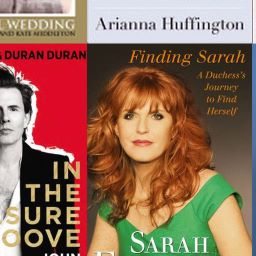 L WEDDING
AND KATE MIDDLETON
Arianna Huffington
DURAN DURAN
Finding Sarah
A Duchess's
Journey to
Find
Herself
IN
THE
SURE
OOVE
JOHN
SARAH